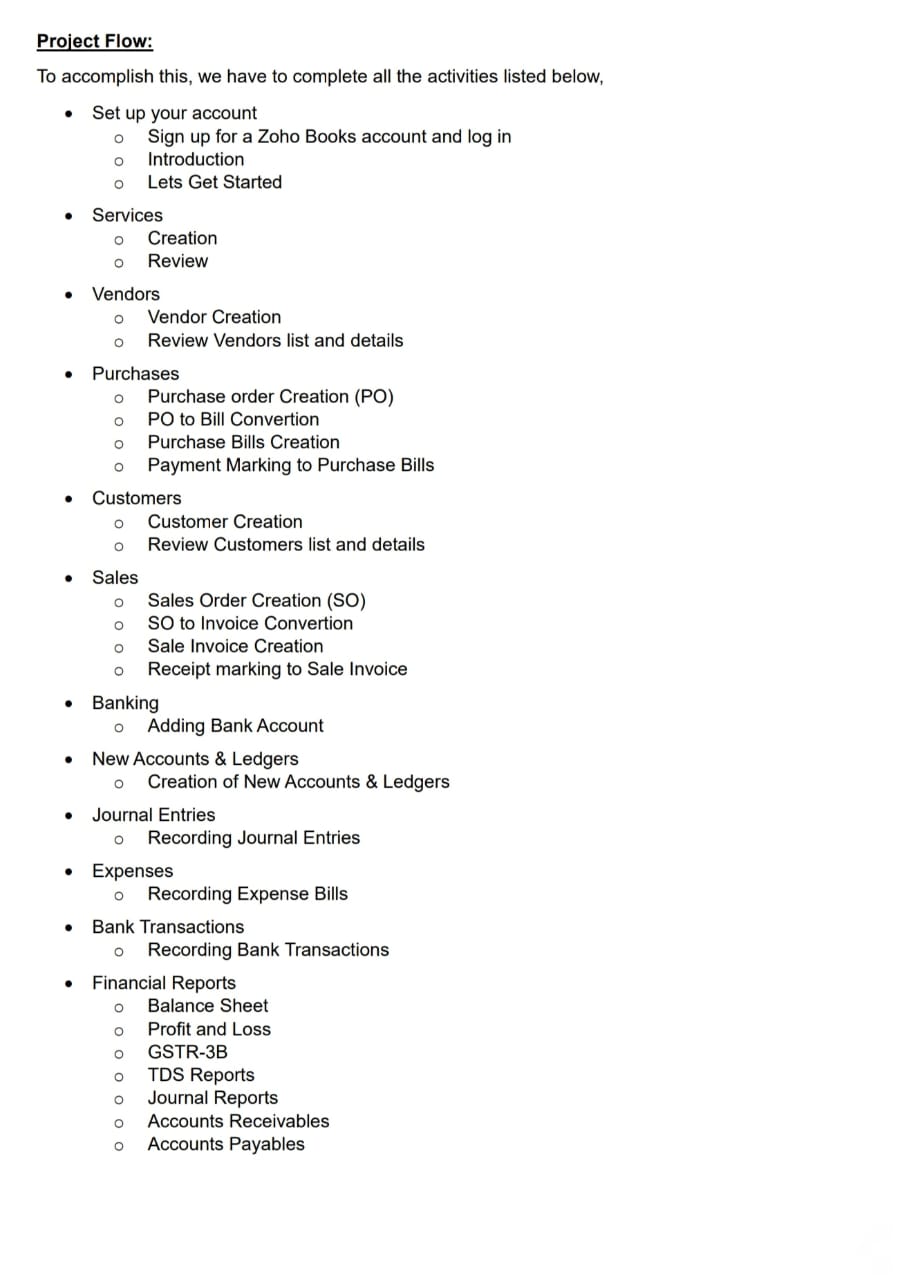 Project Flow:
To accomplish this, we have to complete all the activities listed below,
• Set up your account
o Sign up for a Zoho Books account and log in
o Introduction
o Lets Get Started
• Services
o Creation
o Review
• Vendors
o Vendor Creation
o Review Vendors list and details
• Purchases
o Purchase order Creation (PO)
o PO to Bill Convertion
o Purchase Bills Creation
o Payment Marking to Purchase Bills
• Customers
o Customer Creation
o Review Customers list and details
• Sales
o Sales Order Creation (SO)
o SO to Invoice Convertion
o Sale Invoice Creation
o Receipt marking to Sale Invoice
• Banking
o Adding Bank Account
• New Accounts & Ledgers
o Creation of New Accounts & Ledgers
• Journal Entries
o Recording Journal Entries
• Expenses
o Recording Expense Bills
• Bank Transactions
o Recording Bank Transactions
• Financial Reports
o Balance Sheet
o Profit and Loss
o GSTR-3B
o TDS Reports
o Journal Reports
o Accounts Receivables
o Accounts Payables